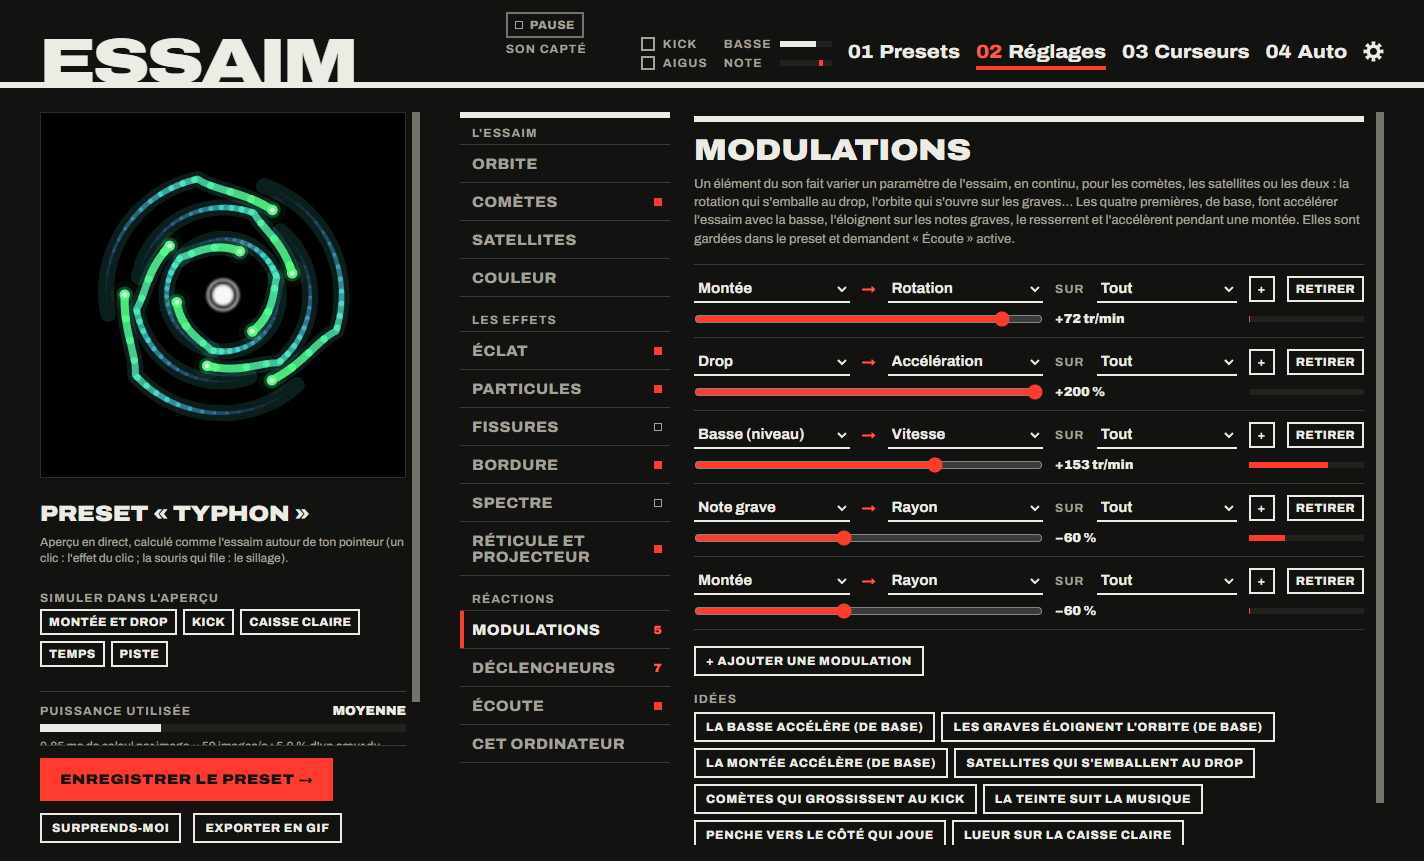 ESSAIM
PAUSE
SON CAPTÉ
KICK
AIGUS
BASSE
NOTE
01 Presets
02 Réglages
03 Curseurs
04 Auto
PRESET « TYPHON »
Aperçu en direct, calculé comme l'essaim autour de ton pointeur (un
clic : l'effet du clic ; la souris qui file : le sillage).
SIMULER DANS L'APERÇU
MONTÉE ET DROP
KICK
CAISSE CLAIRE
TEMPS
PISTE
PUISSANCE UTILISÉE
MOYENNE
ENREGISTRER LE PRESET →
SURPRENDS-MOI
EXPORTER EN GIF
L'ESSAIM
ORBITE
COMÈTES
SATELLITES
COULEUR
LES EFFETS
ÉCLAT
PARTICULES
FISSURES
BORDURE
SPECTRE
RÉTICULE ET
PROJECTEUR
RÉACTIONS
MODULATIONS 5
DÉCLENCHEURS 7
ÉCOUTE
CET ORDINATEUR
MODULATIONS
Un élément du son fait varier un paramètre de l'essaim, en continu, pour les comètes, les satellites ou les deux : la
rotation qui s'emballe au drop, l'orbite qui s'ouvre sur les graves… Les quatre premières, de base, font accélérer
l'essaim avec la basse, l'éloignent sur les notes graves, le resserrent et l'accélèrent pendant une montée. Elles sont
gardées dans le preset et demandent « Écoute » active.
Montée → Rotation SUR Tout + RETIRER
+72 tr/min
Drop → Accélération SUR Tout + RETIRER
+200 %
Basse (niveau) → Vitesse SUR Tout + RETIRER
+153 tr/min
Note grave → Rayon SUR Tout + RETIRER
−60 %
Montée → Rayon SUR Tout + RETIRER
−60 %
+ AJOUTER UNE MODULATION
IDÉES
LA BASSE ACCÉLÈRE (DE BASE)
LES GRAVES ÉLOIGNENT L'ORBITE (DE BASE)
LA MONTÉE ACCÉLÈRE (DE BASE)
SATELLITES QUI S'EMBALLENT AU DROP
COMÈTES QUI GROSSISSENT AU KICK
LA TEINTE SUIT LA MUSIQUE
PENCHE VERS LE CÔTÉ QUI JOUE
LUEUR SUR LA CAISSE CLAIRE